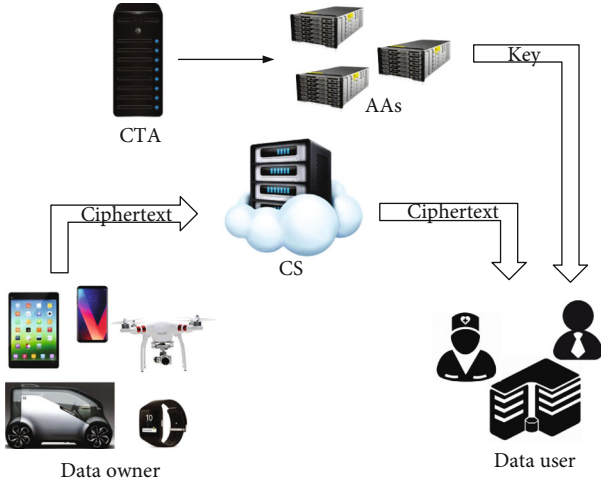 Key
AAs
CTA
Ciphertext
Ciphertext
CS
Data owner
Data user